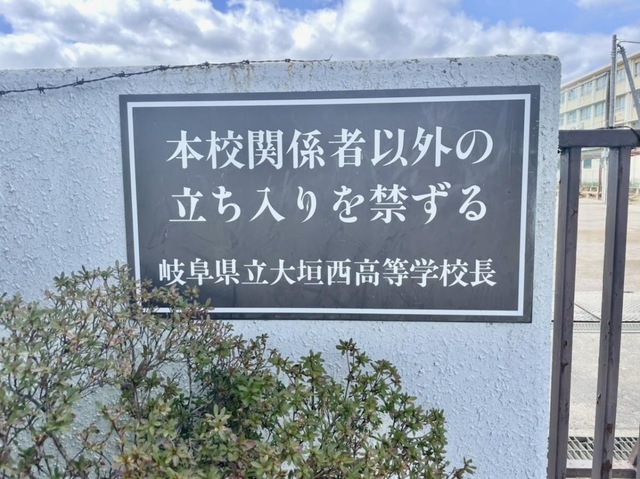 本校関係者以外の
立ち入りを禁ずる
岐阜県立大垣西高等学校長